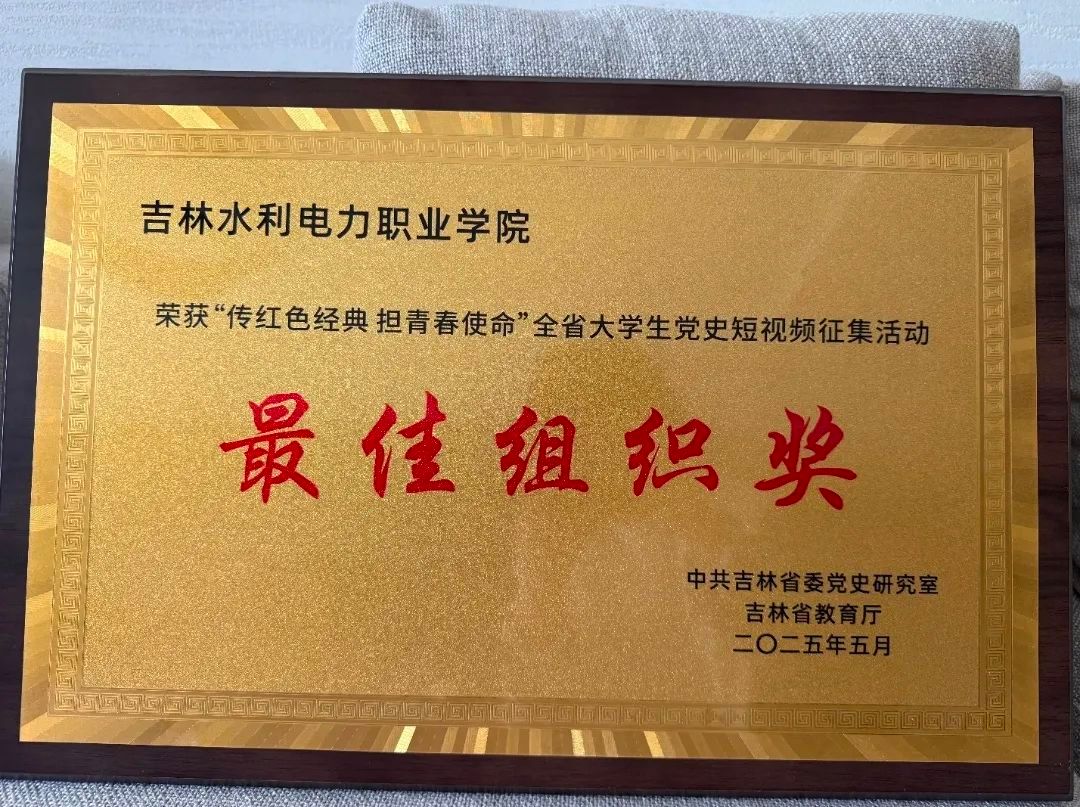 吉林水利电力职业学院
荣获“传红色经典 担青春使命”全省大学生党史短视频征集活动
最佳组织奖
中共吉林省委党史研究室
吉林省教育厅
二〇二五年五月